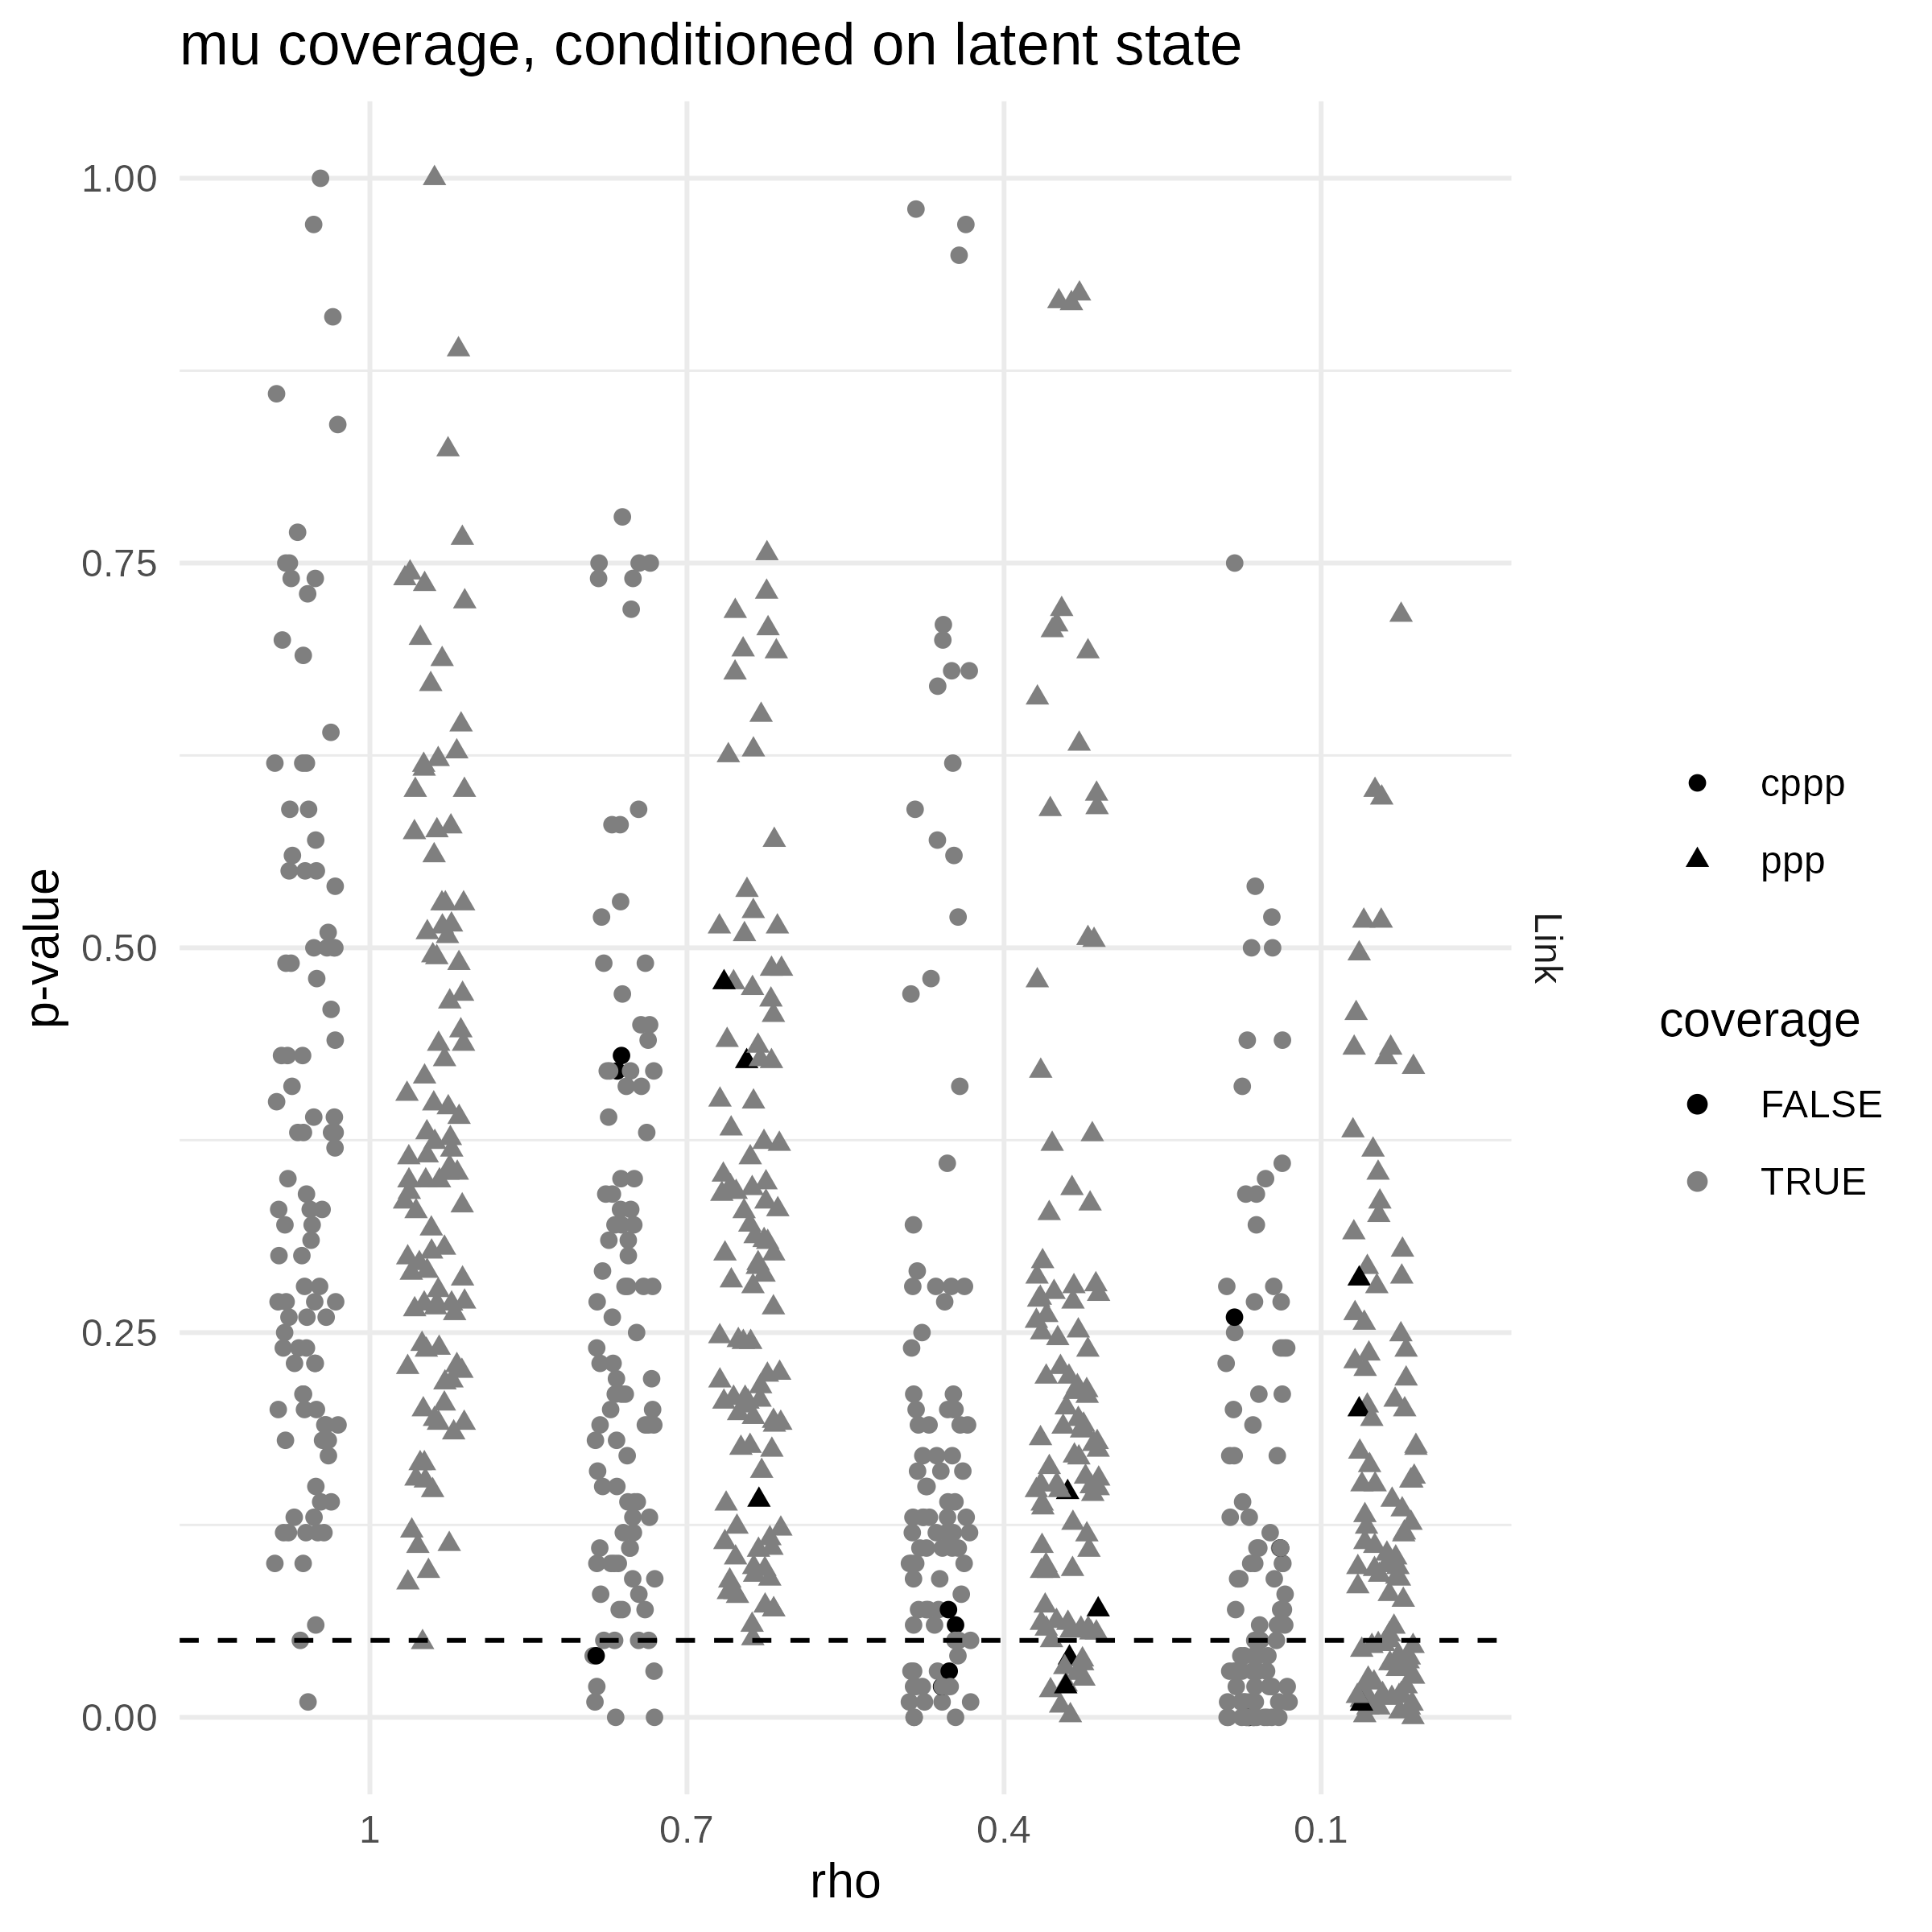 mu coverage, conditioned on latent state
p-value
1.00
0.75
0.50
0.25
0.00
1
0.7
0.4
0.1
rho
Link
cppp
ppp
coverage
FALSE
TRUE